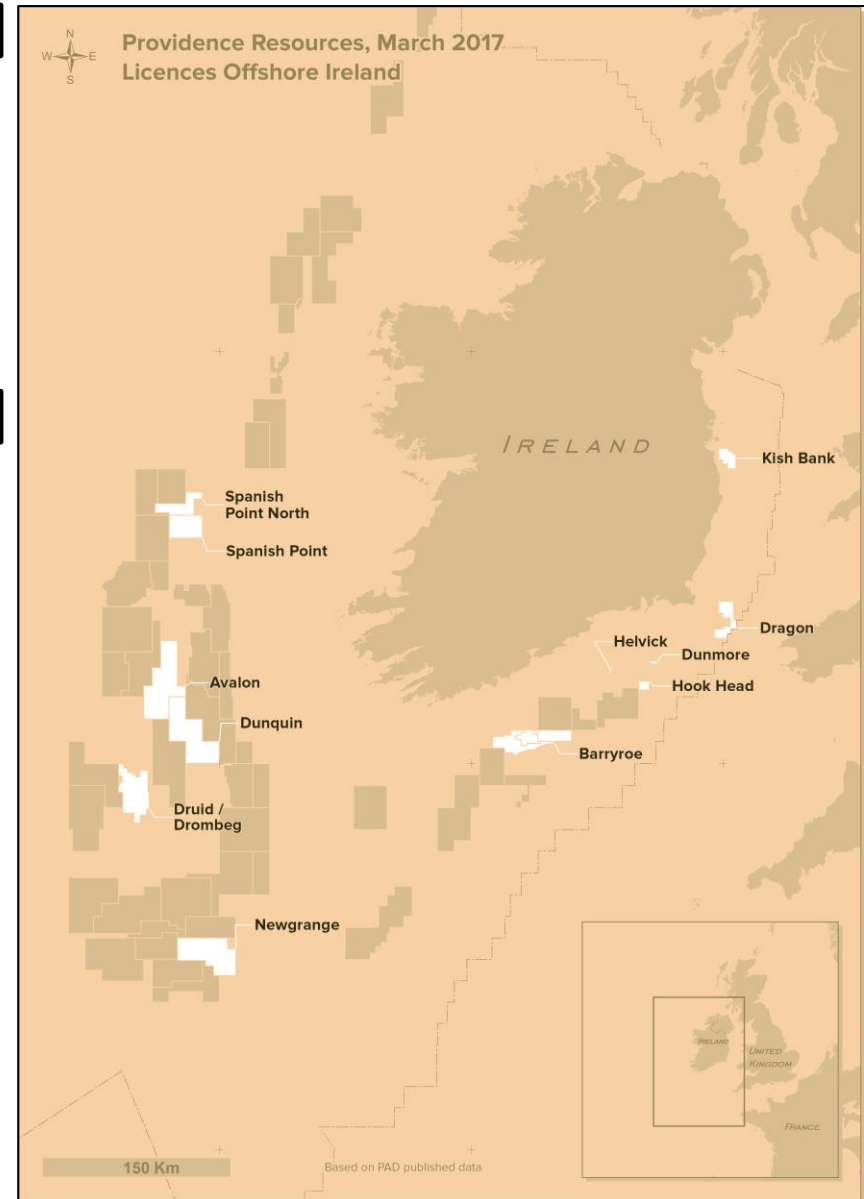 N
W E
S
Providence Resources, March 2017
Licences Offshore Ireland
IRELAND
Kish Bank
Spanish
Point North
Spanish Point
Dragon
Helvick
Dunmore
Hook Head
Avalon
Dunquin
Barryroe
Druid /
Drombeg
Newgrange
IRELAND
UNITED
KINGDOM
FRANCE
150 Km
Based on PAD published data